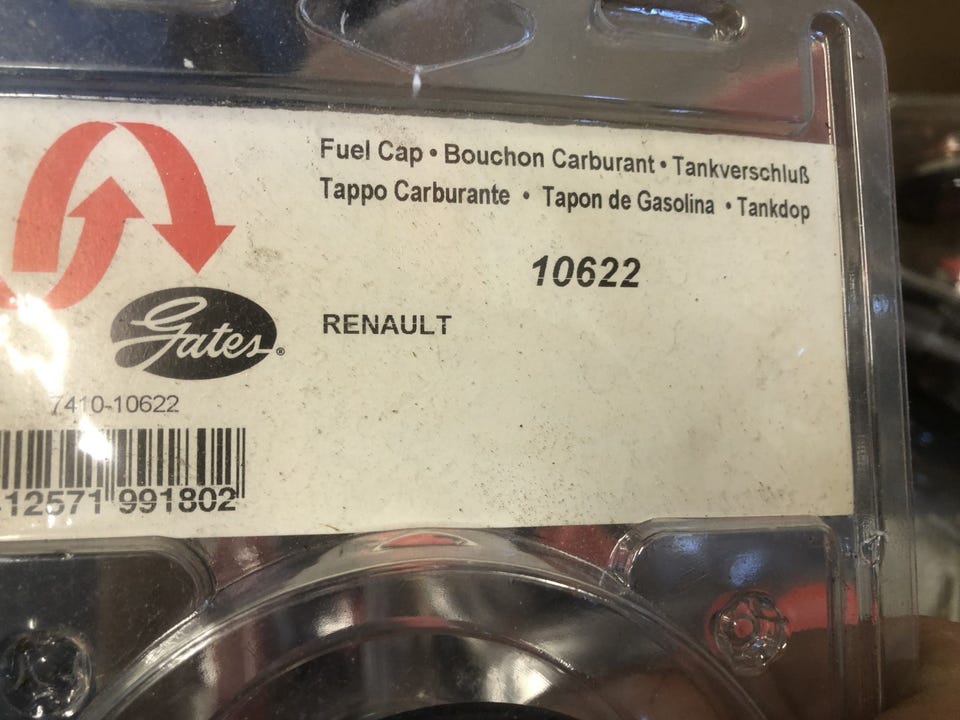 Fuel Cap • Bouchon Carburant • Tankverschluß
Tappo Carburante • Tapon de Gasolina • Tankdop
10622
RENAULT
Gates®
7410-10622
12571 991802